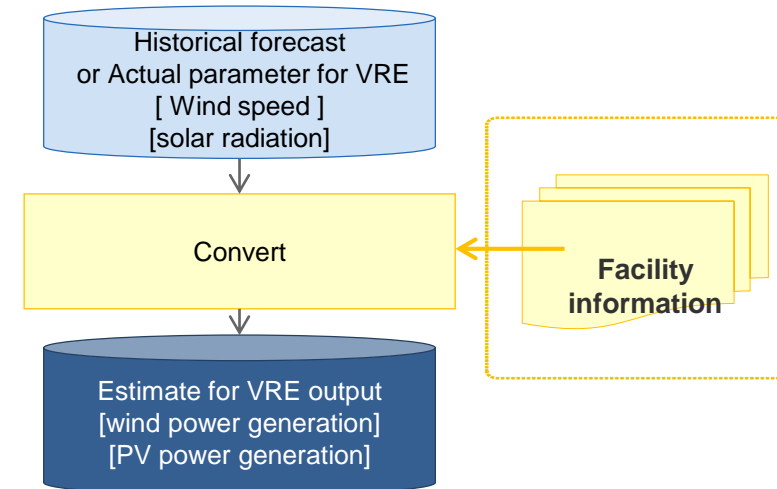 Historical forecast
or Actual parameter for VRE
[ Wind speed ]
[solar radiation]
Convert
Facility
information
Estimate for VRE output
[wind power generation]
[PV power generation]